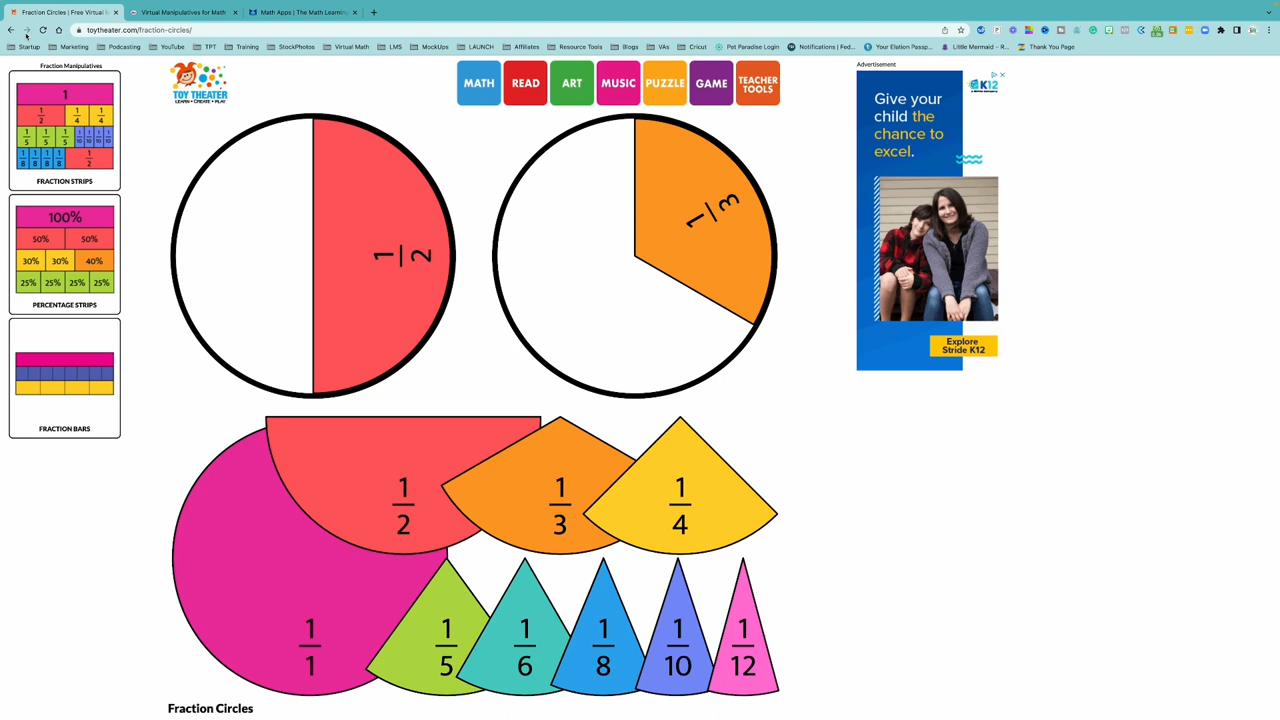 Fraction Circles | Free Virtual M
Virtual Manipulatives for Math
Math Apps | The Math Learning
toytheater.com/fraction-circles/
Startup
Marketing
Podcasting
YouTube
TPT
Training
StockPhotos
Virtual Math
LMS
MockUps
LAUNCH
Affiliates
Resource Tools
Blogs
VAs
Cricut
Pet Paradise Login
Notifications | Fed...
Your Elation Passp...
Little Mermaid – R...
Thank You Page
Fraction Manipulatives
1
1/2 1/4 1/4
1/5 1/5 1/5 1/10 1/10 1/10 1/10
1/8 1/8 1/8 1/8 1/2
FRACTION STRIPS
100%
50% 50%
30% 30% 40%
25% 25% 25% 25%
PERCENTAGE STRIPS
FRACTION BARS
TOY THEATER
LEARN • CREATE • PLAY
MATH
READ
ART
MUSIC
PUZZLE
GAME
TEACHER
TOOLS
1/2
1/3
1/2
1/3
1/4
1/1
1/5
1/6
1/8
1/10
1/12
Fraction Circles
Advertisement
K12
Give your
child the
chance to
excel.
Explore
Stride K12